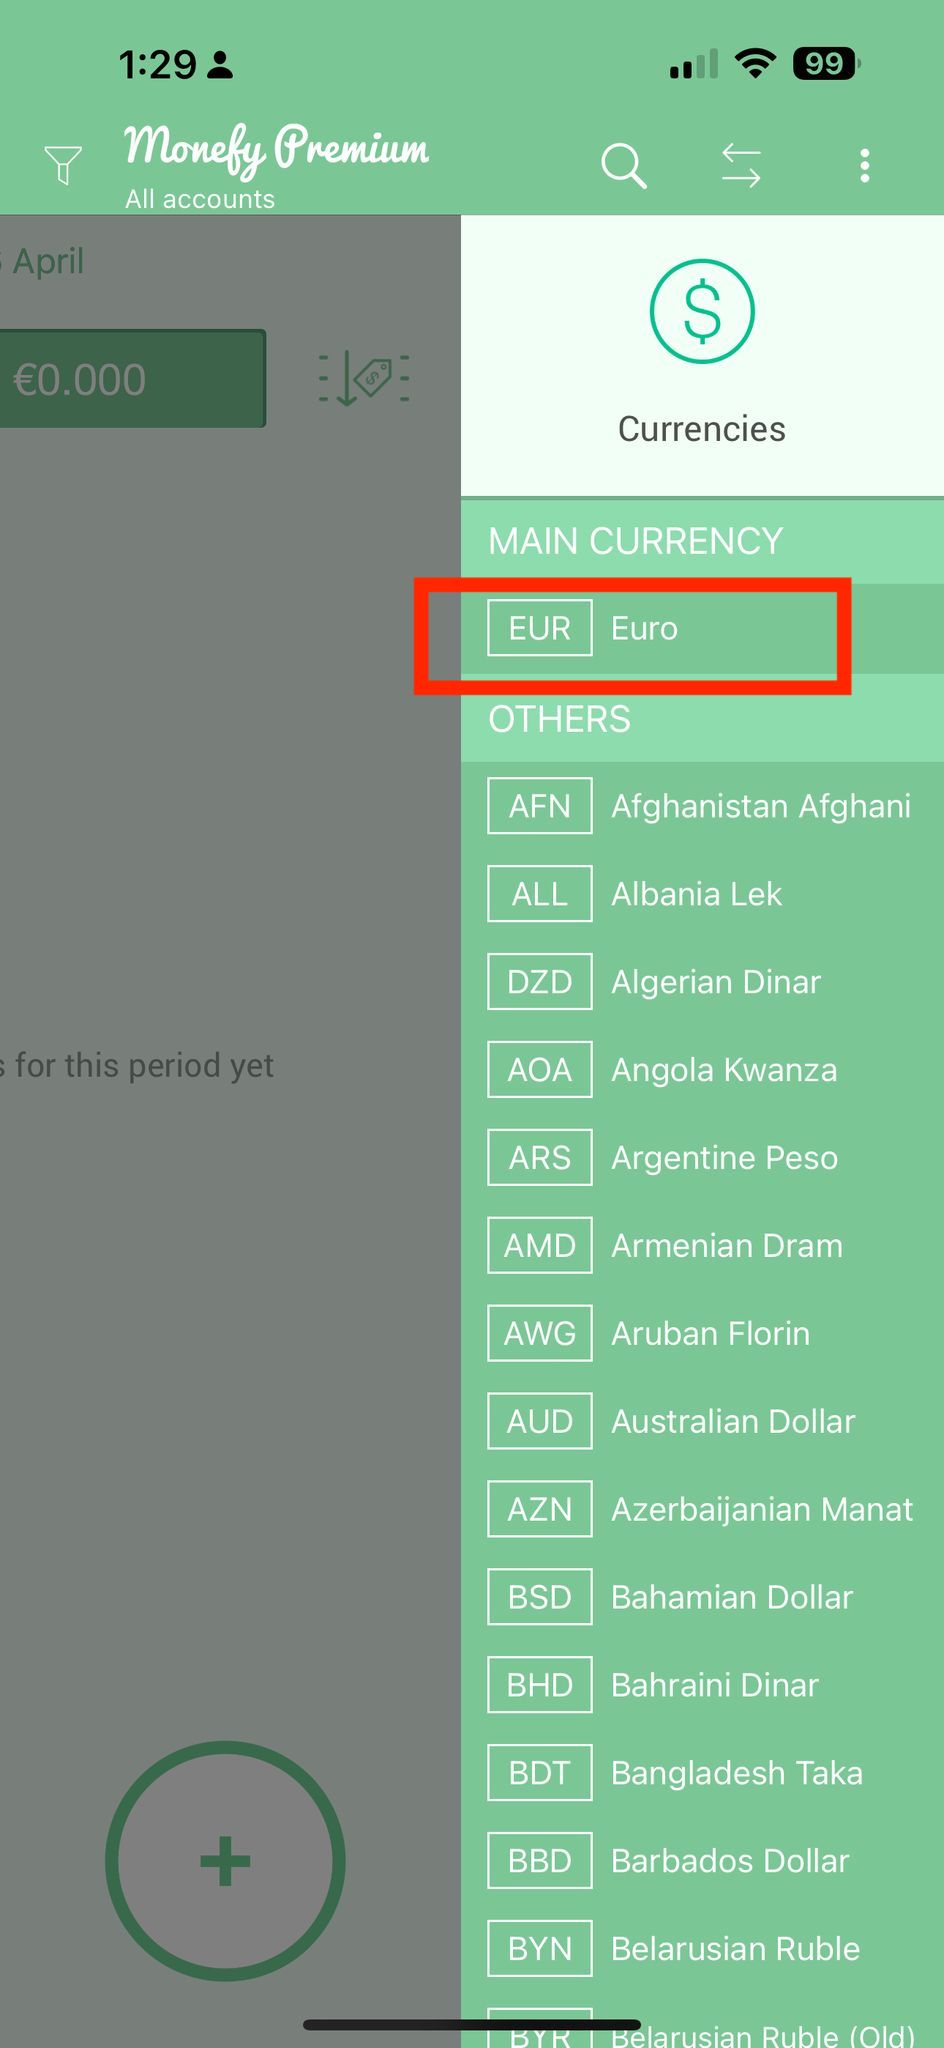 1:29
99
Monefy Premium
All accounts
April
€0.000
$
Currencies
MAIN CURRENCY
EUR Euro
OTHERS
AFN Afghanistan Afghani
ALL Albania Lek
DZD Algerian Dinar
AOA Angola Kwanza
ARS Argentine Peso
AMD Armenian Dram
AWG Aruban Florin
AUD Australian Dollar
AZN Azerbaijanian Manat
BSD Bahamian Dollar
s for this period yet
BHD Bahraini Dinar
BDT Bangladesh Taka
BBD Barbados Dollar
+
BYN Belarusian Ruble
BYR Belarusian Ruble (Old)